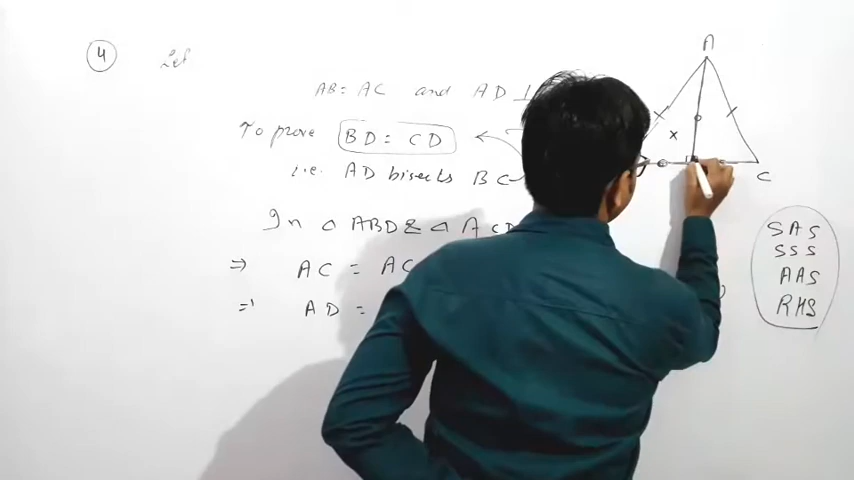 4 Let
AB = AC and AD ⊥
To prove BD = CD
i.e. AD bisects BC
In △ ABD & △ ACD
⇒ AC = AC
⇒ AD =
A
x
C
SAS
SSS
AAS
RHS